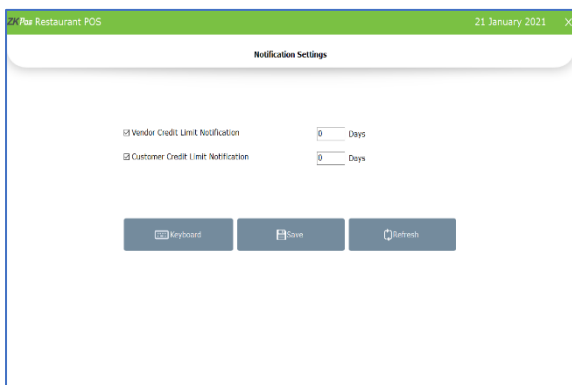 ZKPos Restaurant POS 21 January 2021 X
Notification Settings
Vendor Credit Limit Notification 0 Days
Customer Credit Limit Notification 0 Days
Keyboard Save Refresh